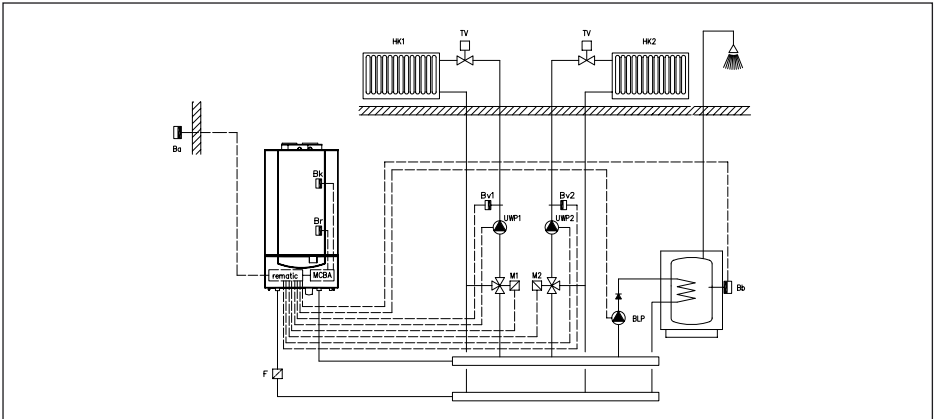 TV
HK1
TV
HK2
Ba
Bk
Br
rematic
MCBA
Bv1
Bv2
UWP1
UWP2
M1
M2
BLP
Bb
F